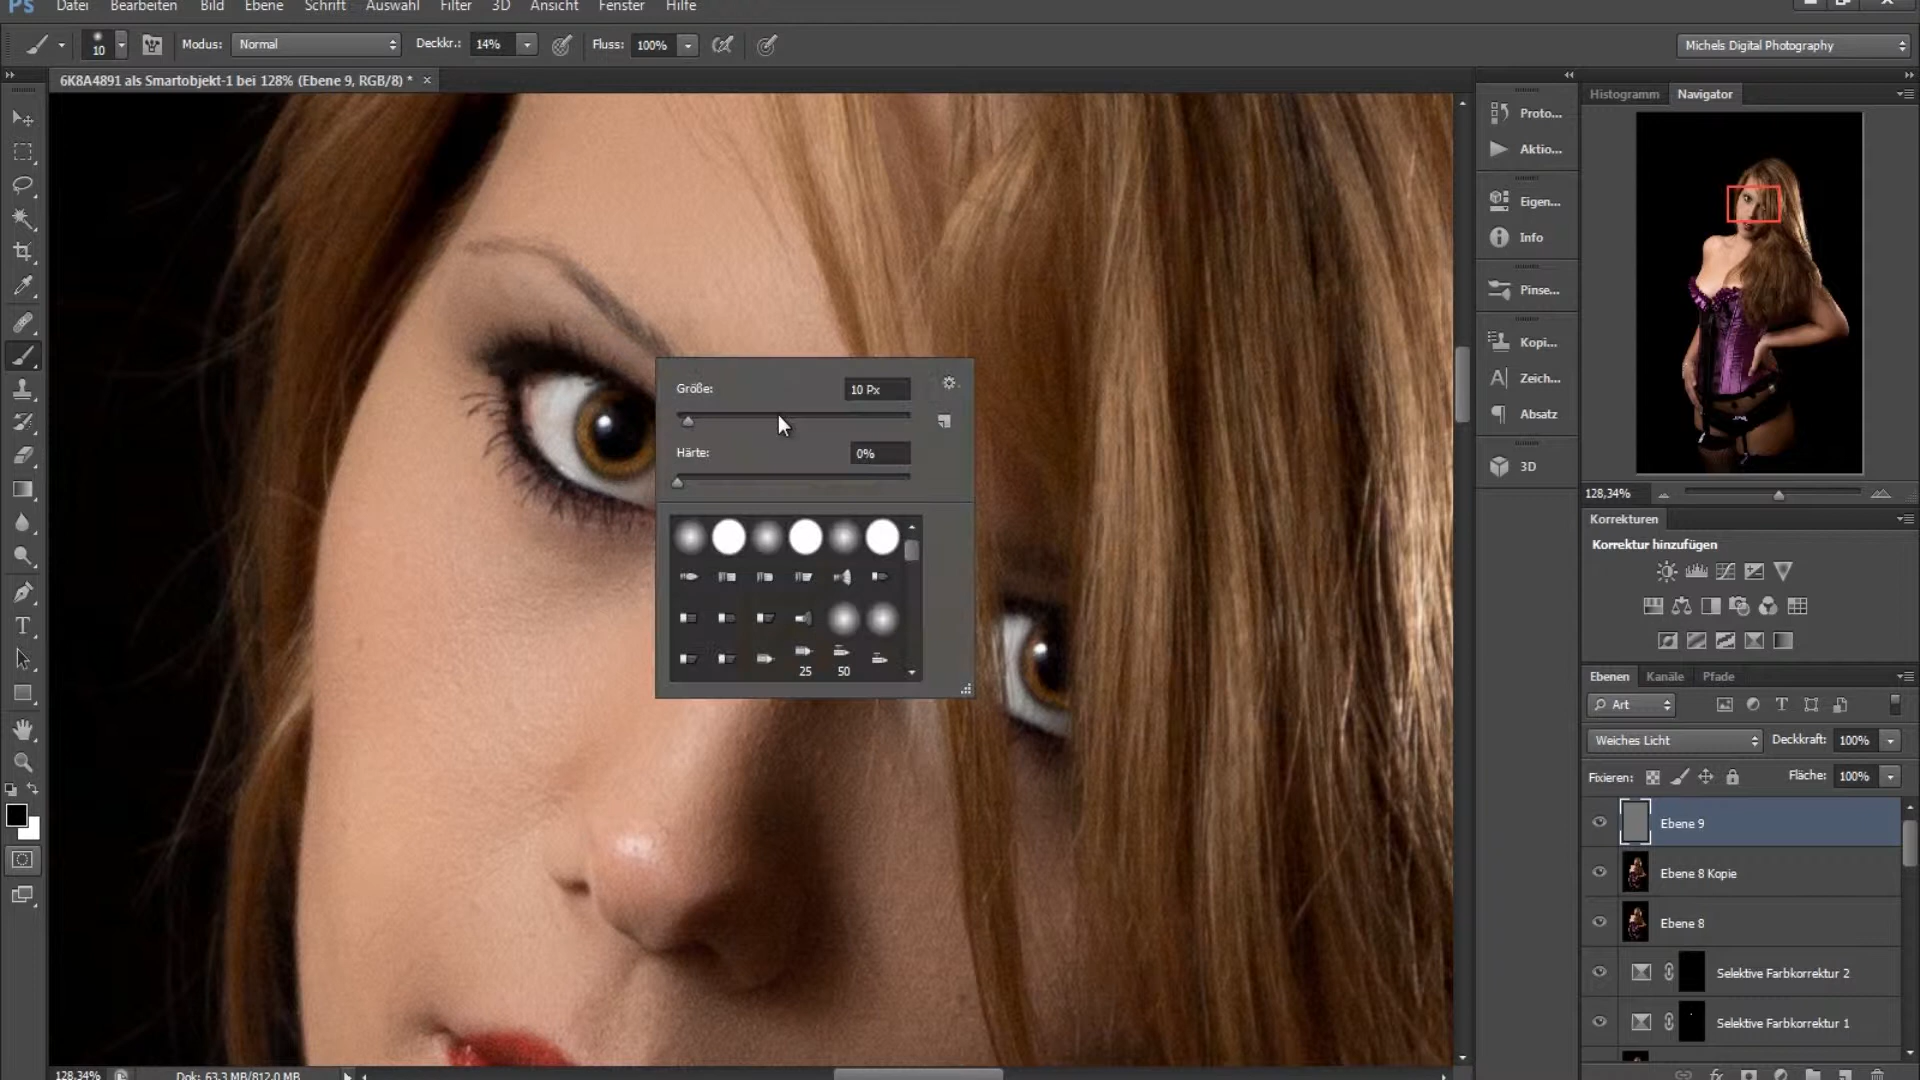 Ps Datei Bearbeiten Bild Ebene Schrift Auswahl Filter 3D Ansicht Fenster Hilfe
10 Modus: Normal Deckkr.: 14% Fluss: 100% Michels Digital Photography
6K8A4891 als Smartobjekt-1 bei 128% (Ebene 9, RGB/8) * ×
Histogramm Navigator
Proto...
Aktio...
Eigen...
Info
Pinse...
Kopi...
Zeich...
Absatz
3D
Größe: 10 Px
Härte: 0%
25 50
128,34%
Korrekturen
Korrektur hinzufügen
Ebenen Kanäle Pfade
Art
Weiches Licht Deckkraft: 100%
Fixieren: Fläche: 100%
Ebene 9
Ebene 8 Kopie
Ebene 8
Selektive Farbkorrektur 2
Selektive Farbkorrektur 1
128,34% Dok: 63,3 MB/812,0 MB